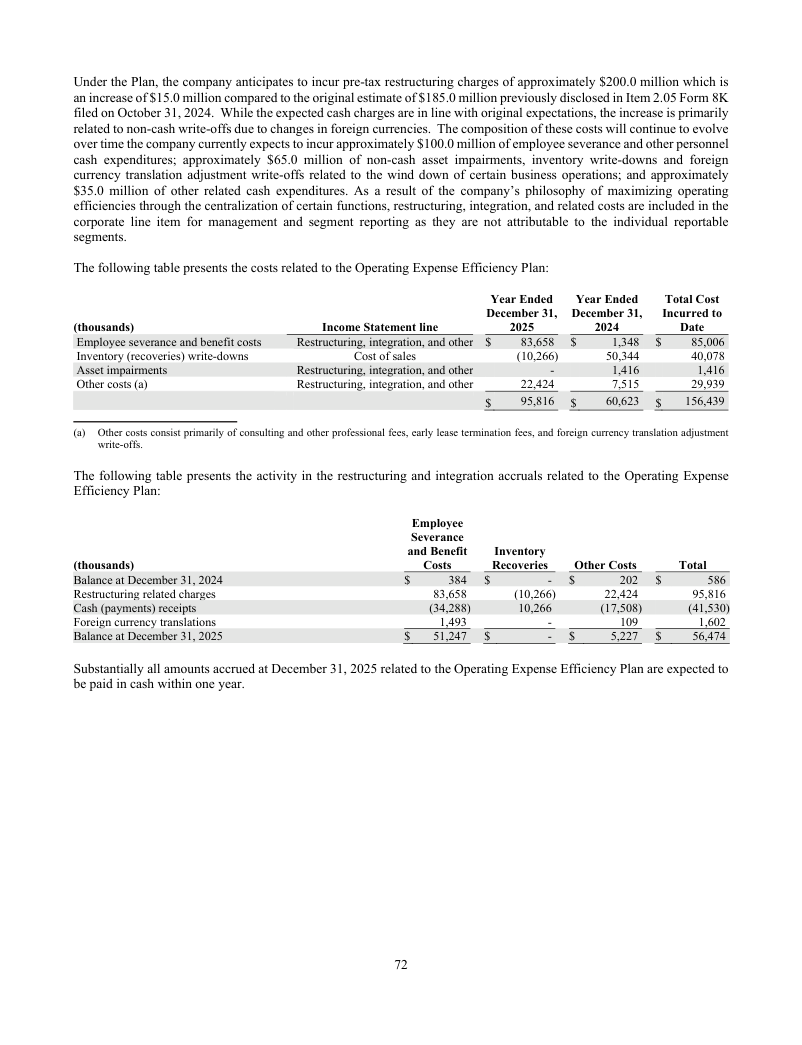 Under the Plan, the company anticipates to incur pre-tax restructuring charges of approximately $200.0 million which is
an increase of $15.0 million compared to the original estimate of $185.0 million previously disclosed in Item 2.05 Form 8K
filed on October 31, 2024. While the expected cash charges are in line with original expectations, the increase is primarily
related to non-cash write-offs due to changes in foreign currencies. The composition of these costs will continue to evolve
over time the company currently expects to incur approximately $100.0 million of employee severance and other personnel
cash expenditures; approximately $65.0 million of non-cash asset impairments, inventory write-downs and foreign
currency translation adjustment write-offs related to the wind down of certain business operations; and approximately
$35.0 million of other related cash expenditures. As a result of the company's philosophy of maximizing operating
efficiencies through the centralization of certain functions, restructuring, integration, and related costs are included in the
corporate line item for management and segment reporting as they are not attributable to the individual reportable
segments.
The following table presents the costs related to the Operating Expense Efficiency Plan:
Year Ended Year Ended Total Cost
December 31, December 31, Incurred to
(thousands) Income Statement line 2025 2024 Date
Employee severance and benefit costs Restructuring, integration, and other $ 83,658 $ 1,348 $ 85,006
Inventory (recoveries) write-downs Cost of sales (10,266) 50,344 40,078
Asset impairments Restructuring, integration, and other - 1,416 1,416
Other costs (a) Restructuring, integration, and other 22,424 7,515 29,939
$ 95,816 $ 60,623 $ 156,439
(a) Other costs consist primarily of consulting and other professional fees, early lease termination fees, and foreign currency translation adjustment
write-offs.
The following table presents the activity in the restructuring and integration accruals related to the Operating Expense
Efficiency Plan:
Employee
Severance
and Benefit Inventory
(thousands) Costs Recoveries Other Costs Total
Balance at December 31, 2024 $ 384 $ - $ 202 $ 586
Restructuring related charges 83,658 (10,266) 22,424 95,816
Cash (payments) receipts (34,288) 10,266 (17,508) (41,530)
Foreign currency translations 1,493 - 109 1,602
Balance at December 31, 2025 $ 51,247 $ - $ 5,227 $ 56,474
Substantially all amounts accrued at December 31, 2025 related to the Operating Expense Efficiency Plan are expected to
be paid in cash within one year.
72